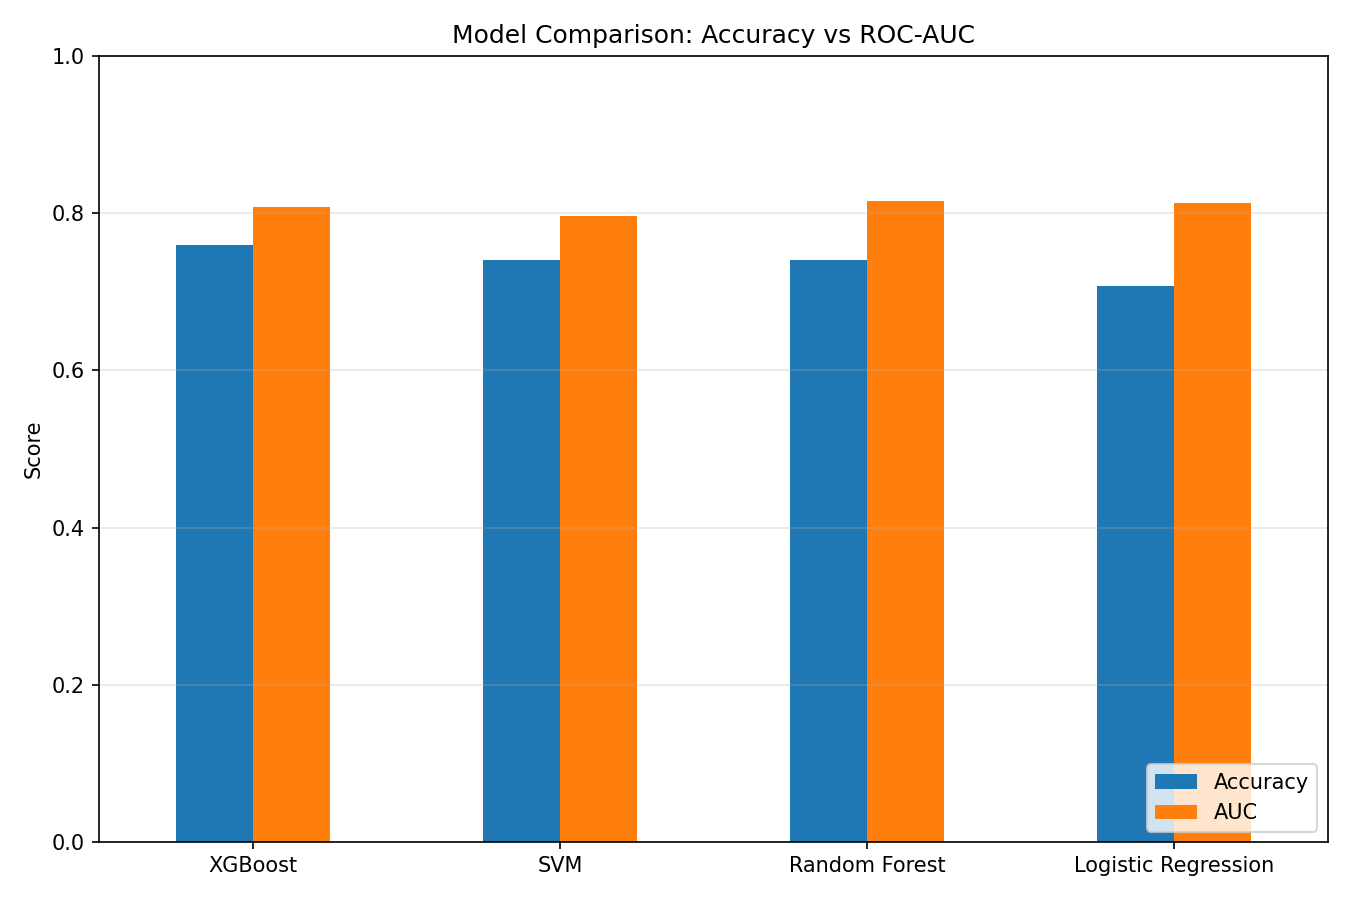 Model Comparison: Accuracy vs ROC-AUC
1.0
0.8
0.6
0.4
0.2
0.0
Score
XGBoost
SVM
Random Forest
Logistic Regression
Accuracy
AUC